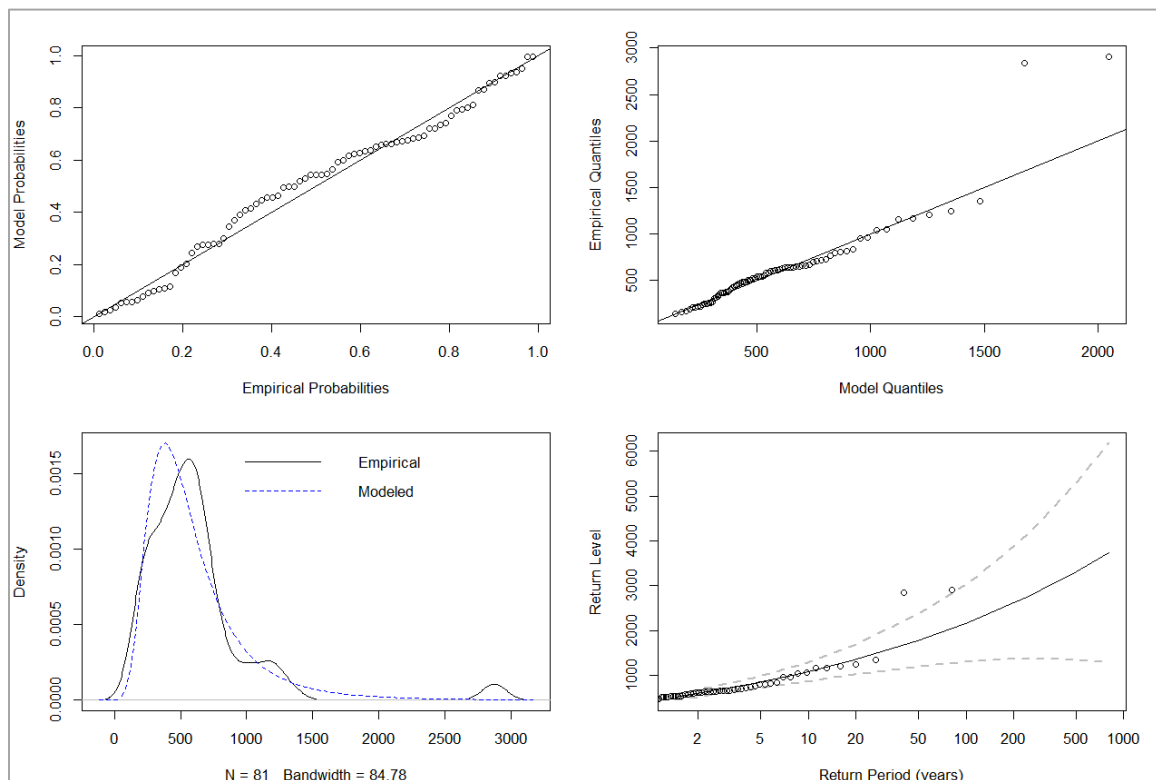 1.0
0.8
0.6
0.4
0.2
0.0
Model Probabilities
0.0 0.2 0.4 0.6 0.8 1.0
Empirical Probabilities
3000
2500
2000
1500
1000
500
Empirical Quantiles
500 1000 1500 2000
Model Quantiles
0.0015
0.0010
0.0005
0.0000
Density
Empirical
Modeled
0 500 1000 1500 2000 2500 3000
N = 81 Bandwidth = 84.78
6000
5000
4000
3000
2000
1000
Return Level
2 5 10 20 50 100 200 500 1000
Return Period (years)